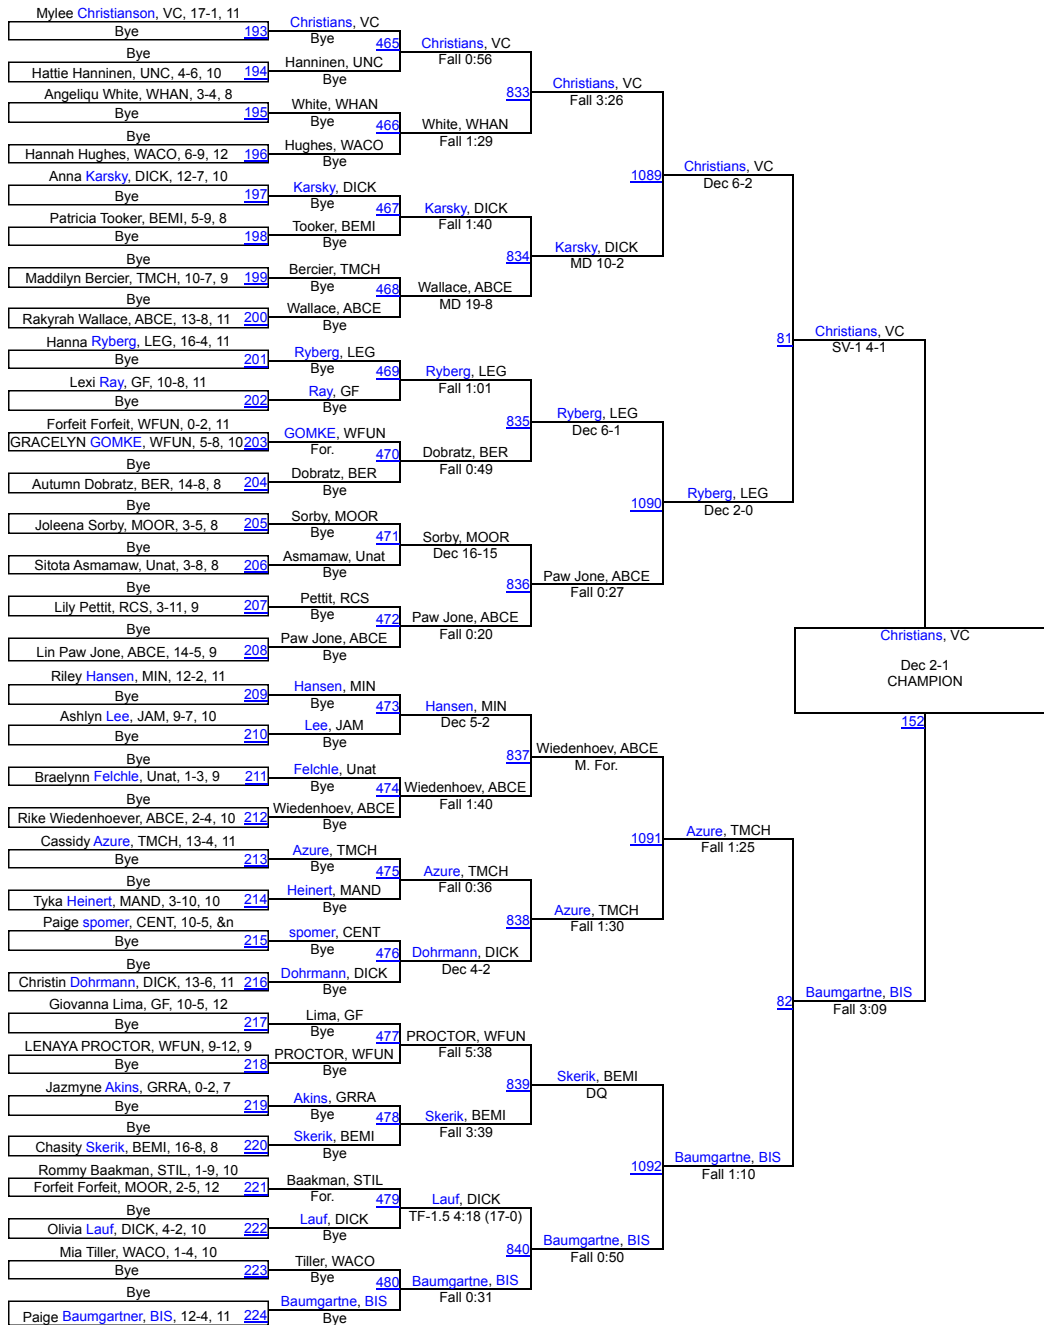 Mylee Christianson, VC, 17-1, 11
Bye 193
Bye
Hattie Hanninen, UNC, 4-6, 10 194
Angeliqu White, WHAN, 3-4, 8
Bye 195
Bye
Hannah Hughes, WACO, 6-9, 12 196
Anna Karsky, DICK, 12-7, 10
Bye 197
Patricia Tooker, BEMI, 5-9, 8
Bye 198
Bye
Maddilyn Bercier, TMCH, 10-7, 9 199
Bye
Rakyrah Wallace, ABCE, 13-8, 11 200
Hanna Ryberg, LEG, 16-4, 11
Bye 201
Lexi Ray, GF, 10-8, 11
Bye 202
Forfeit Forfeit, WFUN, 0-2, 11
GRACELYN GOMKE, WFUN, 5-8, 10 203
Bye
Autumn Dobratz, BER, 14-8, 8 204
Bye
Joleena Sorby, MOOR, 3-5, 8 205
Bye
Sitota Asmamaw, Unat, 3-8, 8 206
Bye
Lily Pettit, RCS, 3-11, 9 207
Bye
Lin Paw Jone, ABCE, 14-5, 9 208
Riley Hansen, MIN, 12-2, 11
Bye 209
Ashlyn Lee, JAM, 9-7, 10
Bye 210
Bye
Braelynn Felchle, Unat, 1-3, 9 211
Bye
Rike Wiedenhoever, ABCE, 2-4, 10 212
Cassidy Azure, TMCH, 13-4, 11
Bye 213
Bye
Tyka Heinert, MAND, 3-10, 10 214
Paige spomer, CENT, 10-5, &n
Bye 215
Bye
Christin Dohrmann, DICK, 13-6, 11 216
Giovanna Lima, GF, 10-5, 12
Bye 217
LENAYA PROCTOR, WFUN, 9-12, 9
Bye 218
Jazmyne Akins, GRRA, 0-2, 7
Bye 219
Bye
Chasity Skerik, BEMI, 16-8, 8 220
Rommy Baakman, STIL, 1-9, 10
Forfeit Forfeit, MOOR, 2-5, 12 221
Bye
Olivia Lauf, DICK, 4-2, 10 222
Mia Tiller, WACO, 1-4, 10
Bye 223
Bye
Paige Baumgartner, BIS, 12-4, 11 224
Christians, VC
Bye
465
Hanninen, UNC
Bye
White, WHAN
Bye
466
Hughes, WACO
Bye
Karsky, DICK
Bye
467
Tooker, BEMI
Bye
Bercier, TMCH
Bye
468
Wallace, ABCE
Bye
Ryberg, LEG
Bye
469
Ray, GF
Bye
GOMKE, WFUN
For.
470
Dobratz, BER
Bye
Sorby, MOOR
Bye
471
Asmamaw, Unat
Bye
Pettit, RCS
Bye
472
Paw Jone, ABCE
Bye
Hansen, MIN
Bye
473
Lee, JAM
Bye
Felchle, Unat
Bye
474
Wiedenhoev, ABCE
Bye
Azure, TMCH
Bye
475
Heinert, MAND
Bye
spomer, CENT
Bye
476
Dohrmann, DICK
Bye
Lima, GF
Bye
477
PROCTOR, WFUN
Bye
Akins, GRRA
Bye
478
Skerik, BEMI
Bye
Baakman, STIL
For.
479
Lauf, DICK
Bye
Tiller, WACO
Bye
480
Baumgartne, BIS
Bye
Christians, VC
Fall 0:56
833
White, WHAN
Fall 1:29
Karsky, DICK
Fall 1:40
834
Wallace, ABCE
MD 19-8
Ryberg, LEG
Fall 1:01
835
Dobratz, BER
Fall 0:49
Sorby, MOOR
Dec 16-15
836
Paw Jone, ABCE
Fall 0:20
Hansen, MIN
Dec 5-2
837
Wiedenhoev, ABCE
Fall 1:40
Azure, TMCH
Fall 0:36
838
Dohrmann, DICK
Dec 4-2
PROCTOR, WFUN
Fall 5:38
839
Skerik, BEMI
Fall 3:39
Lauf, DICK
TF-1.5 4:18 (17-0)
840
Baumgartne, BIS
Fall 0:31
Christians, VC
Fall 3:26
1089
Karsky, DICK
MD 10-2
Ryberg, LEG
Dec 6-1
1090
Paw Jone, ABCE
Fall 0:27
Wiedenhoev, ABCE
M. For.
1091
Azure, TMCH
Fall 1:30
Skerik, BEMI
DQ
1092
Baumgartne, BIS
Fall 0:50
Christians, VC
Dec 6-2
81
Ryberg, LEG
Dec 2-0
Azure, TMCH
Fall 1:25
82
Baumgartne, BIS
Fall 1:10
Christians, VC
SV-1 4-1
Baumgartne, BIS
Fall 3:09
Christians, VC
Dec 2-1
CHAMPION
152